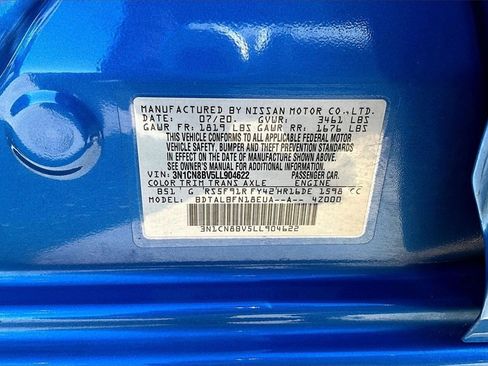 MANUFACTURED BY NISSAN MOTOR CO.,LTD.
DATE: 07/20. GVWR: 3461 LBS
GAWR FR: 1819 LBS GAWR RR: 1676 LBS
THIS VEHICLE CONFORMS TO ALL APPLICABLE FEDERAL MOTOR
VEHICLE SAFETY, BUMPER AND THEFT PREVENTION STANDARDS
IN EFFECT ON DATE OF MANUFACTURE SHOWN ABOVE.
SEE OWNER'S MANUAL FOR ADDITIONAL INFORMATION
VIN: 3N1CN8BV5LL904622 PASSENGER CAR.
COLOR TRIM TRANS AXLE ENGINE
B51 G RS5F91R FY42 HR16DE 1598 CC
MODEL: BDTALBFN18EUA--A-- 4Z000
3N1CN8BV5LL904622